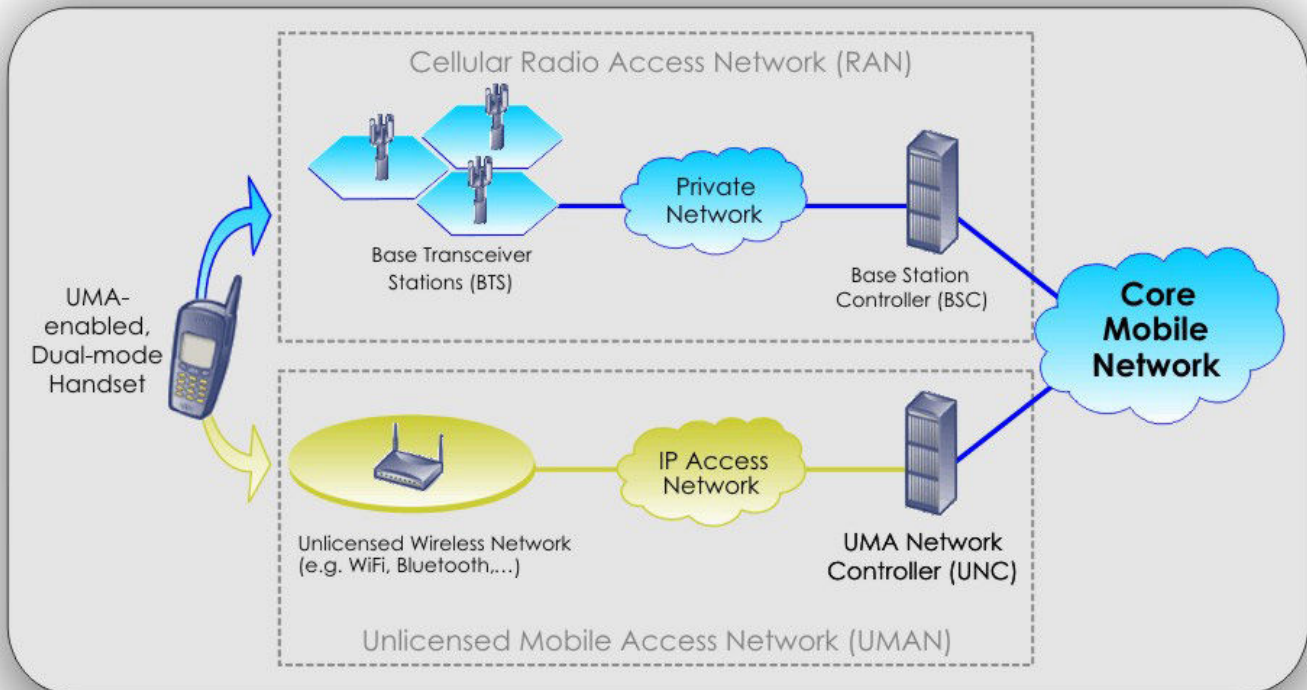 Cellular Radio Access Network (RAN)
Private
Network
Base Transceiver
Stations (BTS)
Base Station
Controller (BSC)
UMA-
enabled,
Dual-mode
Handset
Core
Mobile
Network
IP Access
Network
Unlicensed Wireless Network
(e.g. WiFi, Bluetooth,...)
UMA Network
Controller (UNC)
Unlicensed Mobile Access Network (UMAN)